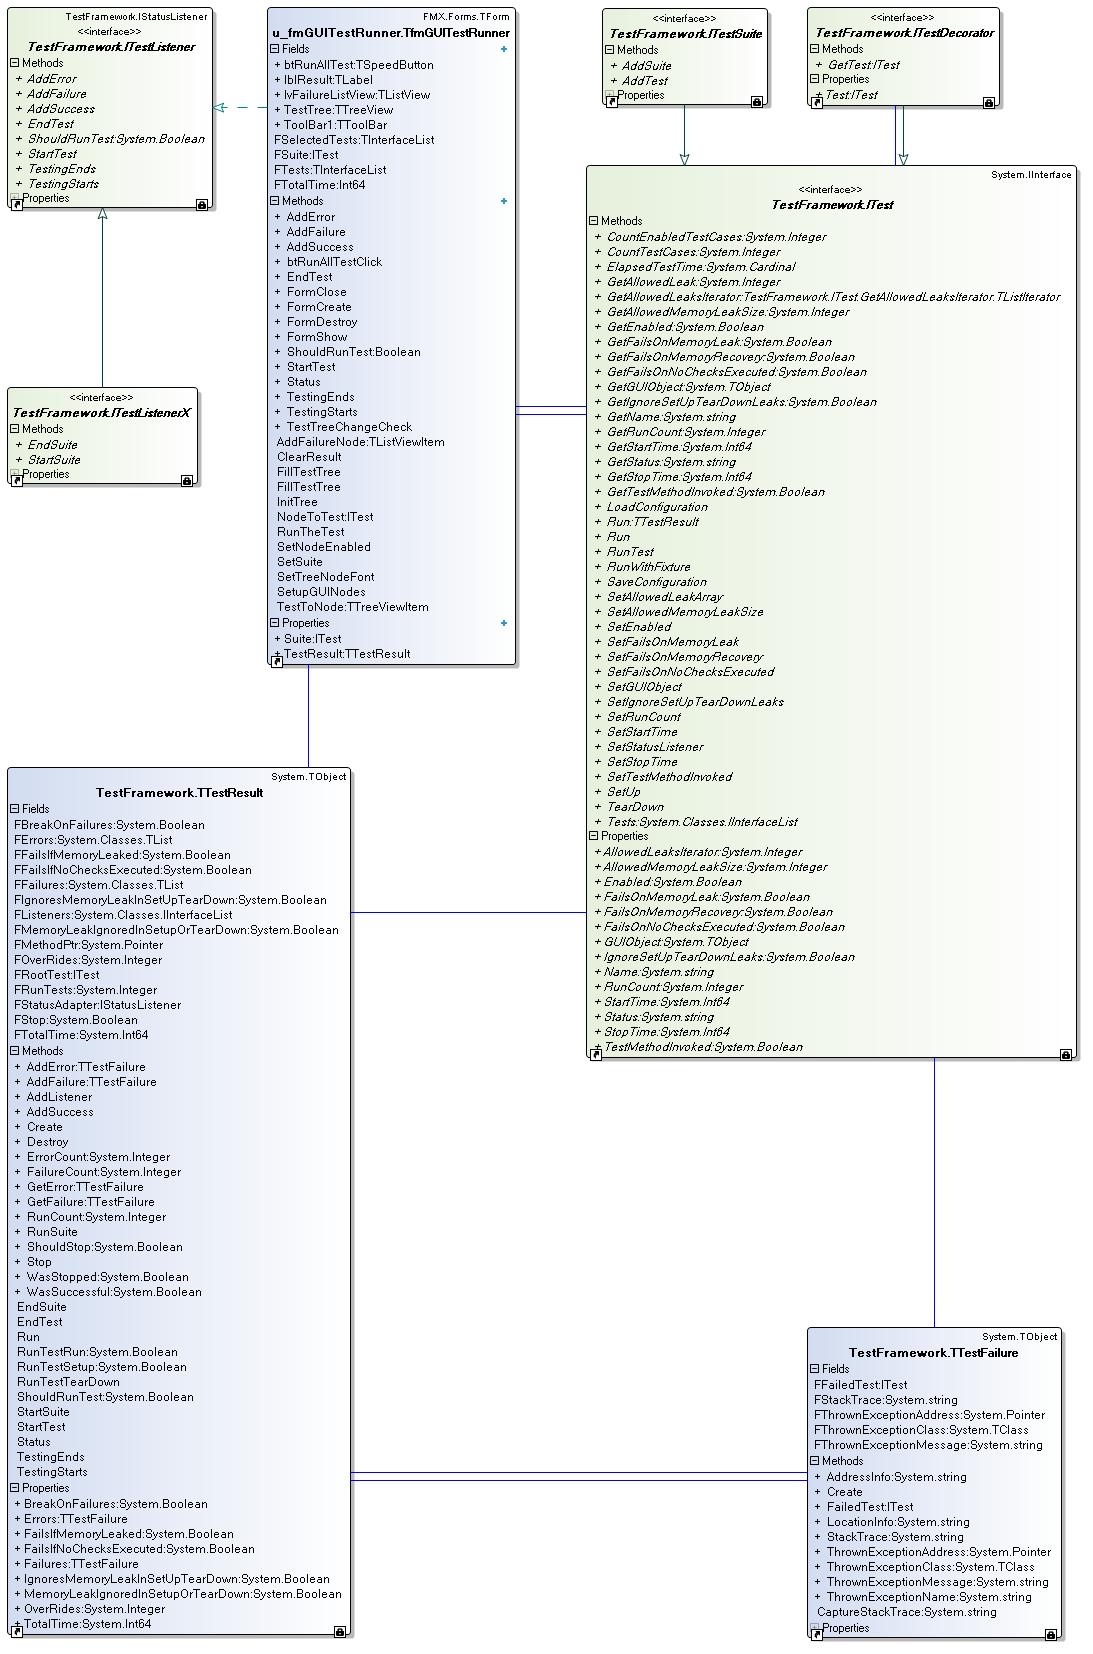 TestFramework.IStatusListener
<<interface>>
TestFramework.ITestListener
Methods
+ AddError
+ AddFailure
+ AddSuccess
+ EndTest
+ ShouldRunTest:System.Boolean
+ StartTest
+ TestingEnds
+ TestingStarts
Properties
<<interface>>
TestFramework.ITestListenerX
Methods
+ EndSuite
+ StartSuite
Properties
FMX.Forms.TForm
u_fmGUITestRunner.TfmGUITestRunner
Fields
+ btRunAllTest:TSpeedButton
+ lblResult:TLabel
+ lvFailureListView:TListView
+ TestTree:TTreeView
+ ToolBar1:TToolBar
FSelectedTests:TInterfaceList
FSuite:ITest
FTests:TInterfaceList
FTotalTime:Int64
Methods
+ AddError
+ AddFailure
+ AddSuccess
+ btRunAllTestClick
+ EndTest
+ FormClose
+ FormCreate
+ FormDestroy
+ FormShow
+ ShouldRunTest:Boolean
+ StartTest
+ Status
+ TestingEnds
+ TestingStarts
+ TestTreeChangeCheck
AddFailureNode:TListViewItem
ClearResult
FillTestTree
FillTestTree
InitTree
NodeToTest:ITest
RunTheTest
SetNodeEnabled
SetSuite
SetTreeNodeFont
SetupGUINodes
TestToNode:TTreeViewItem
Properties
+ Suite:ITest
+ TestResult:TTestResult
<<interface>>
TestFramework.ITestSuite
Methods
+ AddSuite
+ AddTest
Properties
<<interface>>
TestFramework.ITestDecorator
Methods
+ GetTest:ITest
Properties
+ Test:ITest
System.IInterface
<<interface>>
TestFramework.ITest
Methods
+ CountEnabledTestCases:System.Integer
+ CountTestCases:System.Integer
+ ElapsedTestTime:System.Cardinal
+ GetAllowedLeak:System.Integer
+ GetAllowedLeaksIterator:TestFramework.ITest.GetAllowedLeaksIterator.TListIterator
+ GetAllowedMemoryLeakSize:System.Integer
+ GetEnabled:System.Boolean
+ GetFailsOnMemoryLeak:System.Boolean
+ GetFailsOnMemoryRecovery:System.Boolean
+ GetFailsOnNoChecksExecuted:System.Boolean
+ GetGUIObject:System.TObject
+ GetIgnoreSetUpTearDownLeaks:System.Boolean
+ GetName:System.string
+ GetRunCount:System.Integer
+ GetStartTime:System.Int64
+ GetStatus:System.string
+ GetStopTime:System.Int64
+ GetTestMethodInvoked:System.Boolean
+ LoadConfiguration
+ Run:TTestResult
+ Run
+ RunTest
+ RunWithFixture
+ SaveConfiguration
+ SetAllowedLeakArray
+ SetAllowedMemoryLeakSize
+ SetEnabled
+ SetFailsOnMemoryLeak
+ SetFailsOnMemoryRecovery
+ SetFailsOnNoChecksExecuted
+ SetGUIObject
+ SetIgnoreSetUpTearDownLeaks
+ SetRunCount
+ SetStartTime
+ SetStatusListener
+ SetStopTime
+ SetTestMethodInvoked
+ SetUp
+ TearDown
+ Tests:System.Classes.IInterfaceList
Properties
+ AllowedLeaksIterator:System.Integer
+ AllowedMemoryLeakSize:System.Integer
+ Enabled:System.Boolean
+ FailsOnMemoryLeak:System.Boolean
+ FailsOnMemoryRecovery:System.Boolean
+ FailsOnNoChecksExecuted:System.Boolean
+ GUIObject:System.TObject
+ IgnoreSetUpTearDownLeaks:System.Boolean
+ Name:System.string
+ RunCount:System.Integer
+ StartTime:System.Int64
+ Status:System.string
+ StopTime:System.Int64
+ TestMethodInvoked:System.Boolean
System.TObject
TestFramework.TTestResult
Fields
FBreakOnFailures:System.Boolean
FErrors:System.Classes.TList
FFailsIfMemoryLeaked:System.Boolean
FFailsIfNoChecksExecuted:System.Boolean
FFailures:System.Classes.TList
FIgnoresMemoryLeakInSetUpTearDown:System.Boolean
FListeners:System.Classes.IInterfaceList
FMemoryLeakIgnoredInSetupOrTearDown:System.Boolean
FMethodPtr:System.Pointer
FOverRides:System.Integer
FRootTest:ITest
FRunTests:System.Integer
FStatusAdapter:IStatusListener
FStop:System.Boolean
FTotalTime:System.Int64
Methods
+ AddError:TTestFailure
+ AddFailure:TTestFailure
+ AddListener
+ AddSuccess
+ Create
+ Destroy
+ ErrorCount:System.Integer
+ FailureCount:System.Integer
+ GetError:TTestFailure
+ GetFailure:TTestFailure
+ RunCount:System.Integer
+ RunSuite
+ ShouldStop:System.Boolean
+ Stop
+ WasStopped:System.Boolean
+ WasSuccessful:System.Boolean
EndSuite
EndTest
Run
RunTestRun:System.Boolean
RunTestSetup:System.Boolean
RunTestTearDown
ShouldRunTest:System.Boolean
StartSuite
StartTest
Status
TestingEnds
TestingStarts
Properties
+ BreakOnFailures:System.Boolean
+ Errors:TTestFailure
+ FailsIfMemoryLeaked:System.Boolean
+ FailsIfNoChecksExecuted:System.Boolean
+ Failures:TTestFailure
+ IgnoresMemoryLeakInSetUpTearDown:System.Boolean
+ MemoryLeakIgnoredInSetupOrTearDown:System.Boolean
+ OverRides:System.Integer
+ TotalTime:System.Int64
System.TObject
TestFramework.TTestFailure
Fields
FFailedTest:ITest
FStackTrace:System.string
FThrownExceptionAddress:System.Pointer
FThrownExceptionClass:System.TClass
FThrownExceptionMessage:System.string
Methods
+ AddressInfo:System.string
+ Create
+ FailedTest:ITest
+ LocationInfo:System.string
+ StackTrace:System.string
+ ThrownExceptionAddress:System.Pointer
+ ThrownExceptionClass:System.TClass
+ ThrownExceptionMessage:System.string
+ ThrownExceptionName:System.string
CaptureStackTrace:System.string
Properties